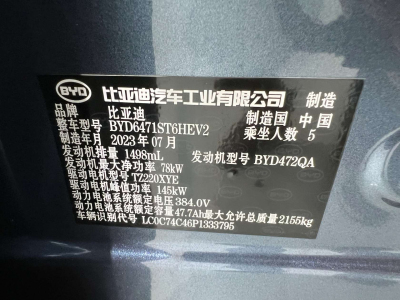 BYD 比亚迪汽车工业有限公司 制造
品牌 比亚迪 制造国 中国
整车型号 BYD6471ST6HEV2 乘坐人数 5
制造年月 2023年07月
发动机排量 1498mL 发动机型号 BYD472QA
发动机最大净功率 78kW
驱动电机型号 TZ220XYE
驱动电机峰值功率 145kW
动力电池系统额定电压 384.0V
动力电池系统额定容量 47.7Ah 最大允许总质量 2155kg
车辆识别代号 LC0C74C46P1333795